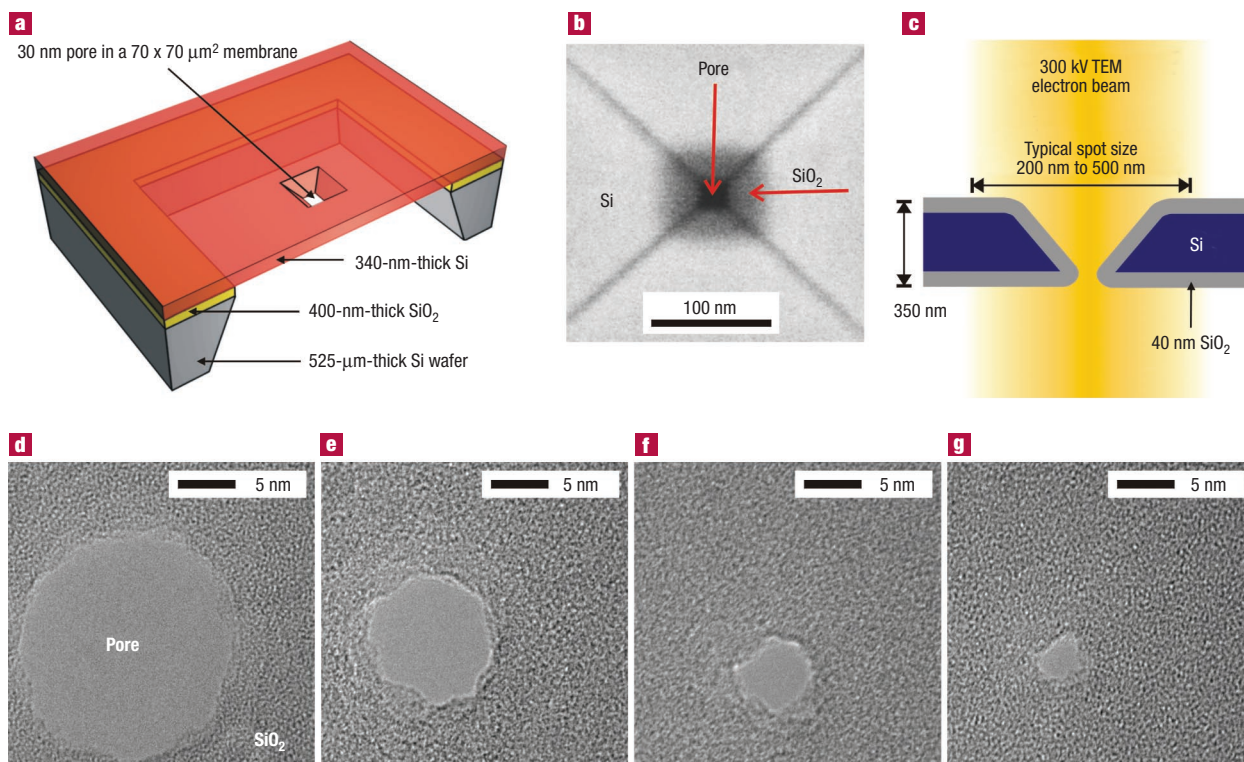 a
30 nm pore in a 70 x 70 μm² membrane
340-nm-thick Si
400-nm-thick SiO₂
525-μm-thick Si wafer
b
Pore
SiO₂
Si
100 nm
c
300 kV TEM
electron beam
Typical spot size
200 nm to 500 nm
Si
350 nm
40 nm SiO₂
d
5 nm
Pore
SiO₂
e
5 nm
f
5 nm
g
5 nm